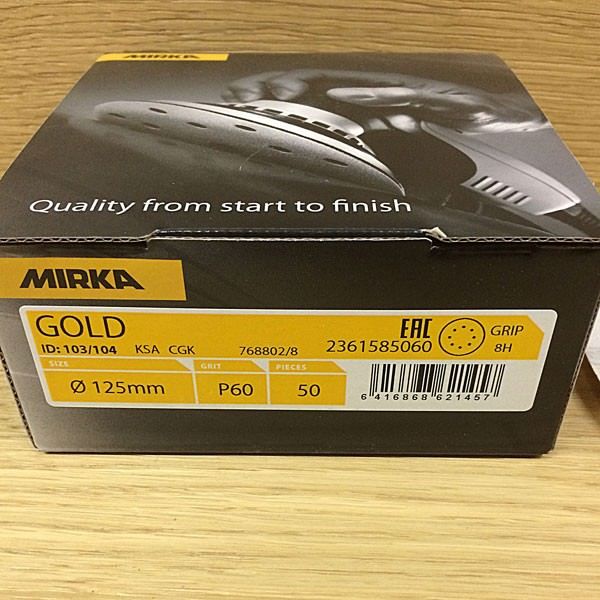 MIRKA
Quality from start to finish
MIRKA
GOLD
ID: 103/104 KSA CGK 768802/8
EAC
2361585060
GRIP
8H
SIZE GRIT PIECES
Ø 125mm P60 50
6 416868 621457